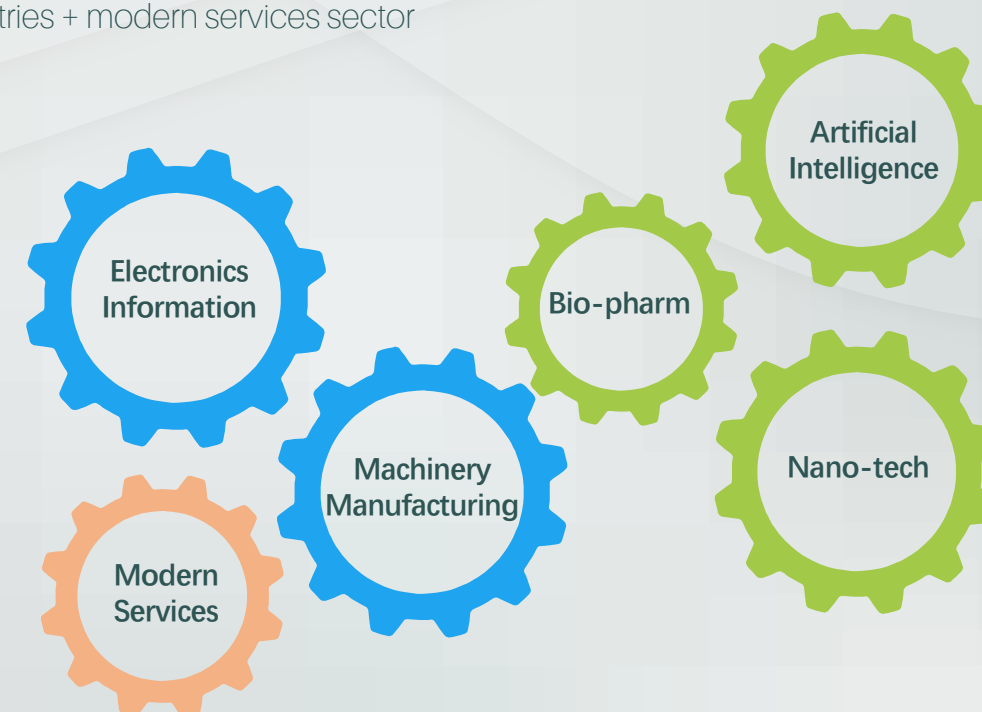 tries + modern services sector
Artificial
Intelligence
Electronics
Information
Bio-pharm
Machinery
Manufacturing
Nano-tech
Modern
Services